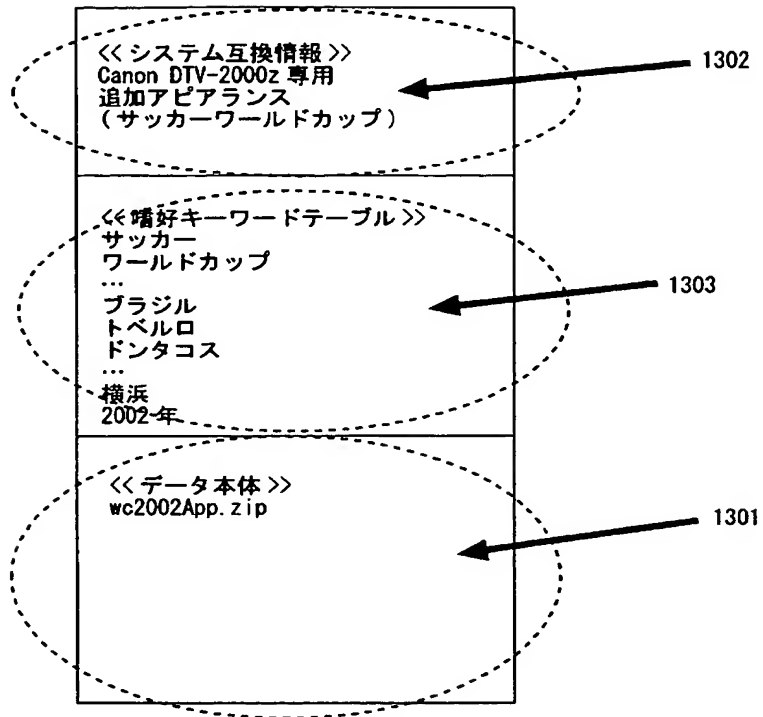 ≪システム互換情報≫
Canon DTV-2000z 専用
追加アピアランス
(サッカーワールドカップ)
1302
≪嗜好キーワードテーブル≫
サッカー
ワールドカップ
…
ブラジル
トベルロ
ドンタコス
…
横浜
2002年
1303
≪データ本体≫
wc2002App.zip
1301